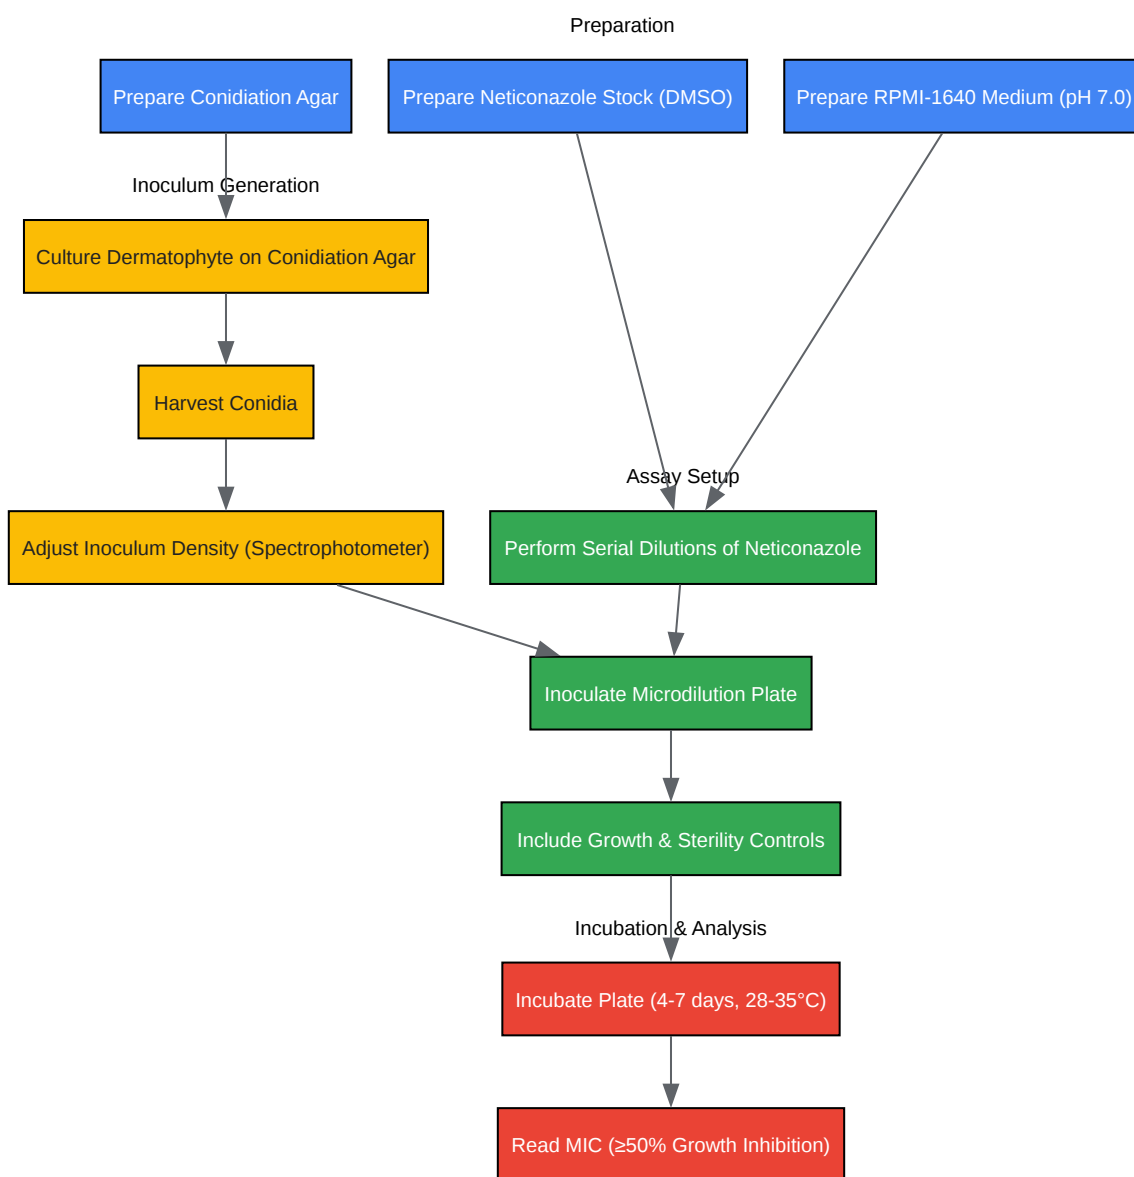 Preparation
Prepare Conidiation Agar
Prepare Neticonazole Stock (DMSO)
Prepare RPMI-1640 Medium (pH 7.0)
Inoculum Generation
Culture Dermatophyte on Conidiation Agar
Harvest Conidia
Assay Setup
Adjust Inoculum Density (Spectrophotometer)
Perform Serial Dilutions of Neticonazole
Inoculate Microdilution Plate
Include Growth & Sterility Controls
Incubation & Analysis
Incubate Plate (4-7 days, 28-35°C)
Read MIC (≥50% Growth Inhibition)